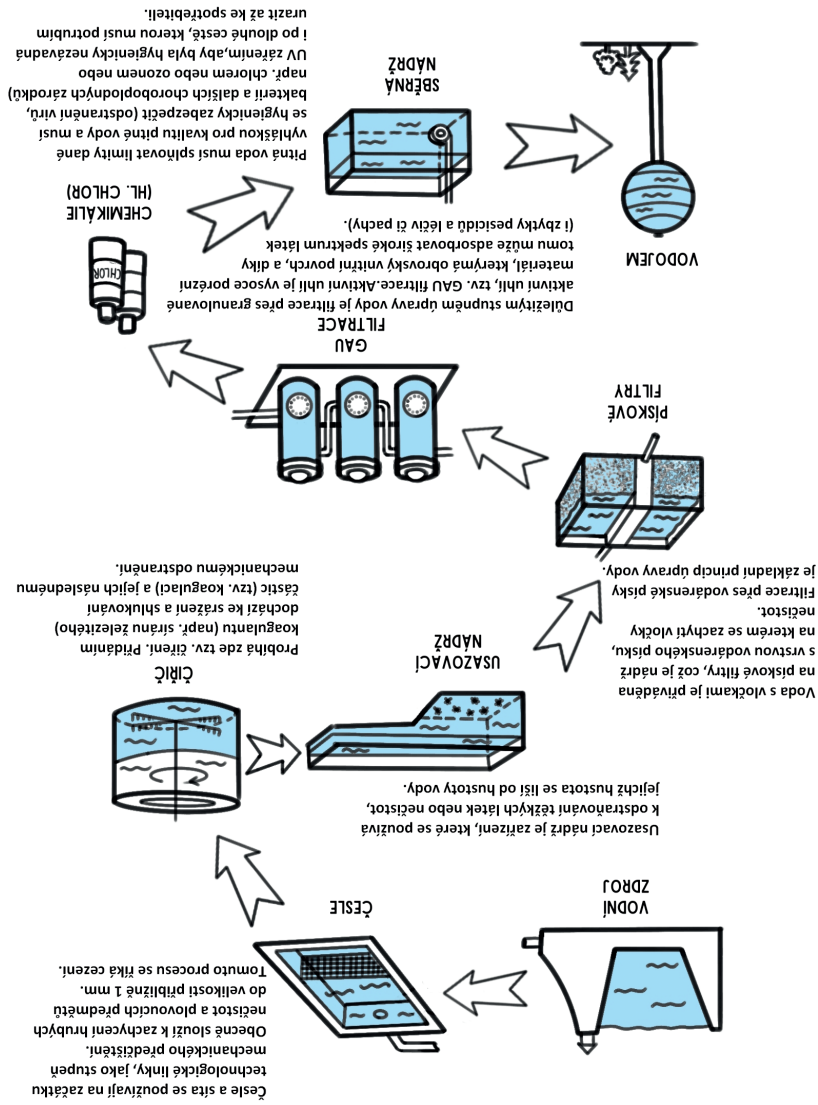 Česle a síta se používají na začátku
technologické linky, jako stupeň
mechanického předčištění.
Obecně slouží k zachycení hrubých
nečistot a plovoucích předmětů
do velikosti přibližně 1 mm.
Tomuto procesu se říká cezení.
VODNÍ
ZDROJ
ČESLE
Usazovací nádrž je zařízení, které se používá
k odstraňování těžkých látek nebo nečistot,
jejichž hustota se liší od hustoty vody.
ČIŘIČ
Probíhá zde tzv. čiření. Přidáním
koagulantu (např. síranu železitého)
dochází ke srážení a shlukování
částic (tzv. koagulaci) a jejich následnému
mechanickému odstranění.
USAZOVACÍ
NÁDRŽ
Voda s vločkami je přiváděna
na pískové filtry, což je nádrž
s vrstvou vodárenského písku,
na kterém se zachytí vločky
nečistot.
Filtrace přes vodárenské písky
je základní princip úpravy vody.
PÍSKOVÉ
FILTRY
GAU
FILTRACE
Důležitým stupněm úpravy vody je filtrace přes granulované
aktivní uhlí, tzv. GAU filtrace.Aktivní uhlí je vysoce porézní
materiál, kterýmá obrovský vnitřní povrch, a díky
tomu může adsorbovat široké spektrum látek
(i zbytky pesicidů a léčiv či pachy).
CHLOR
CHEMIKÁLIE
(HL. CHLOR)
VODOJEM
SBĚRNÁ
NÁDRŽ
Pitná voda musí splňovat limity dané
vyhláškou pro kvalitu pitné vody a musí
se hygienicky zabezpečit (odstranění virů,
bakterií a dalších choroboplodných zárodků)
např. chlorem nebo ozonem nebo
UV zářením,aby byla hygienicky nezávadná
i po dlouhé cestě, kterou musí potrubím
urazit až ke spotřebiteli.